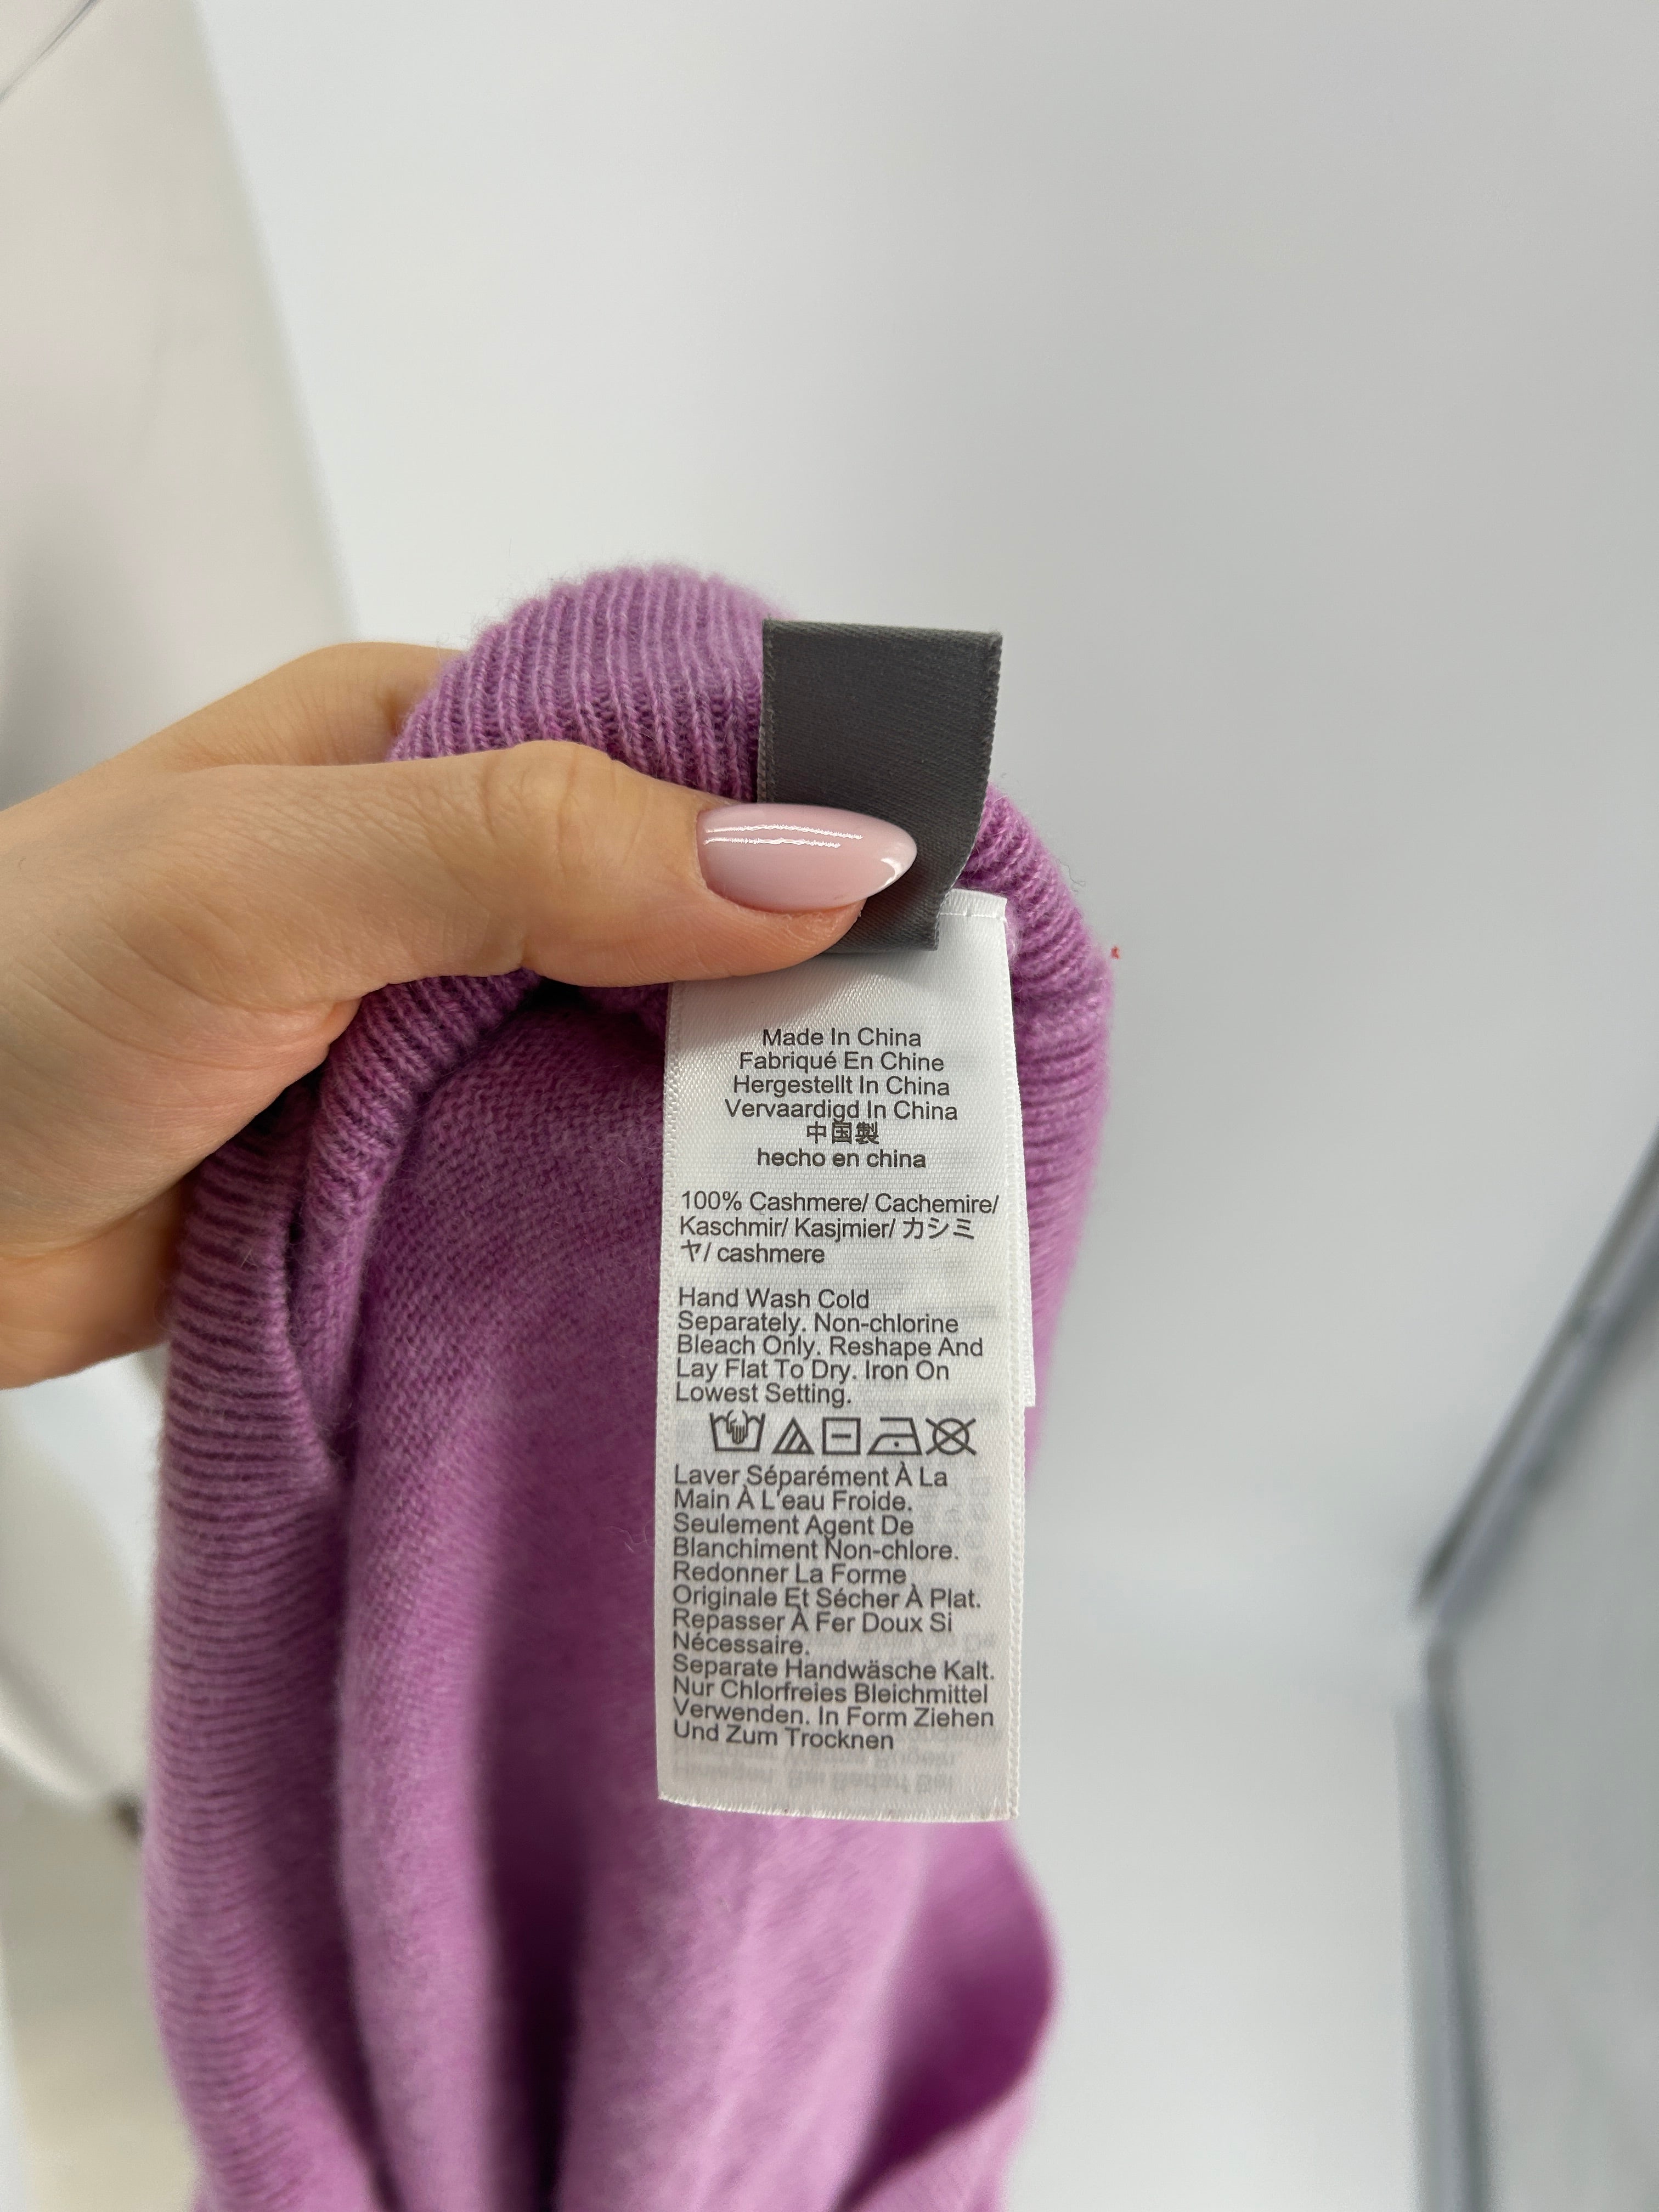 Made In China
Fabriqué En Chine
Hergestellt In China
Vervaardigd In China
中国製
hecho en china
100% Cashmere/ Cachemire/
Kaschmir/ Kasjmier/ カシミ
ヤ/ cashmere
Hand Wash Cold
Separately. Non-chlorine
Bleach Only. Reshape And
Lay Flat To Dry. Iron On
Lowest Setting.
Laver Séparément À La
Main À L'eau Froide.
Seulement Agent De
Blanchiment Non-chlore.
Redonner La Forme
Originale Et Sécher À Plat.
Repasser À Fer Doux Si
Nécessaire.
Separate Handwäsche Kalt.
Nur Chlorfreies Bleichmittel
Verwenden. In Form Ziehen
Und Zum Trocknen